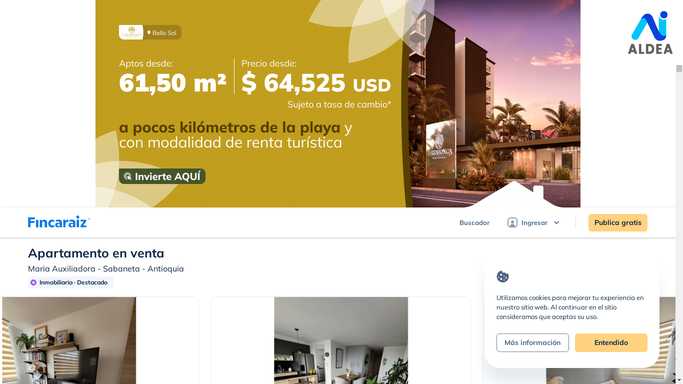 Bello Sol
ALDEA
Aptos desde:
Precio desde:
61,50 m²
$ 64,525 USD
Sujeto a tasa de cambio*
a pocos kilómetros de la playa y
con modalidad de renta turística
Invierte AQUÍ
Fincaraíz
Buscador
Ingresar
Publica gratis
Apartamento en venta
Maria Auxiliadora - Sabaneta - Antioquia
Inmobiliaria - Destacado
Utilizamos cookies para mejorar tu experiencia en
nuestro sitio web. Al continuar en el sitio
consideramos que aceptas su uso.
Más información
Entendido